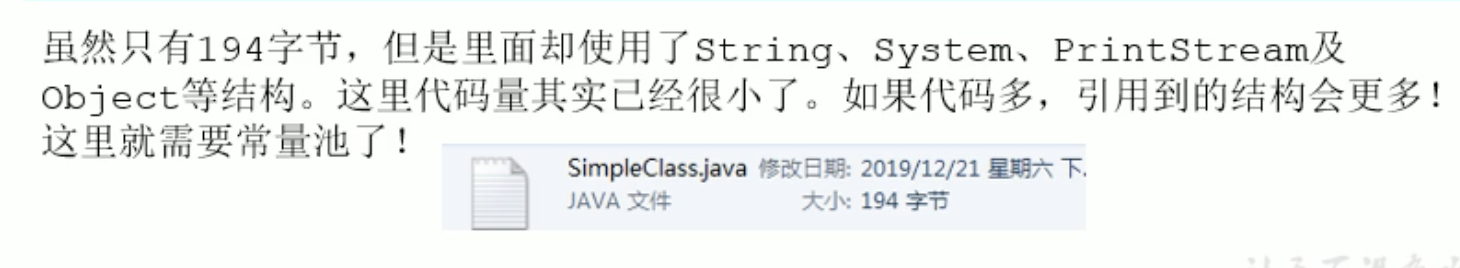 虽然只有194字节，但是里面却使用了String、System、PrintStream及
Object等结构。这里代码量其实已经很小了。如果代码多，引用到的结构会更多！
这里就需要常量池了！
SimpleClass.java 修改日期: 2019/12/21 星期六 下.
JAVA 文件 大小: 194 字节